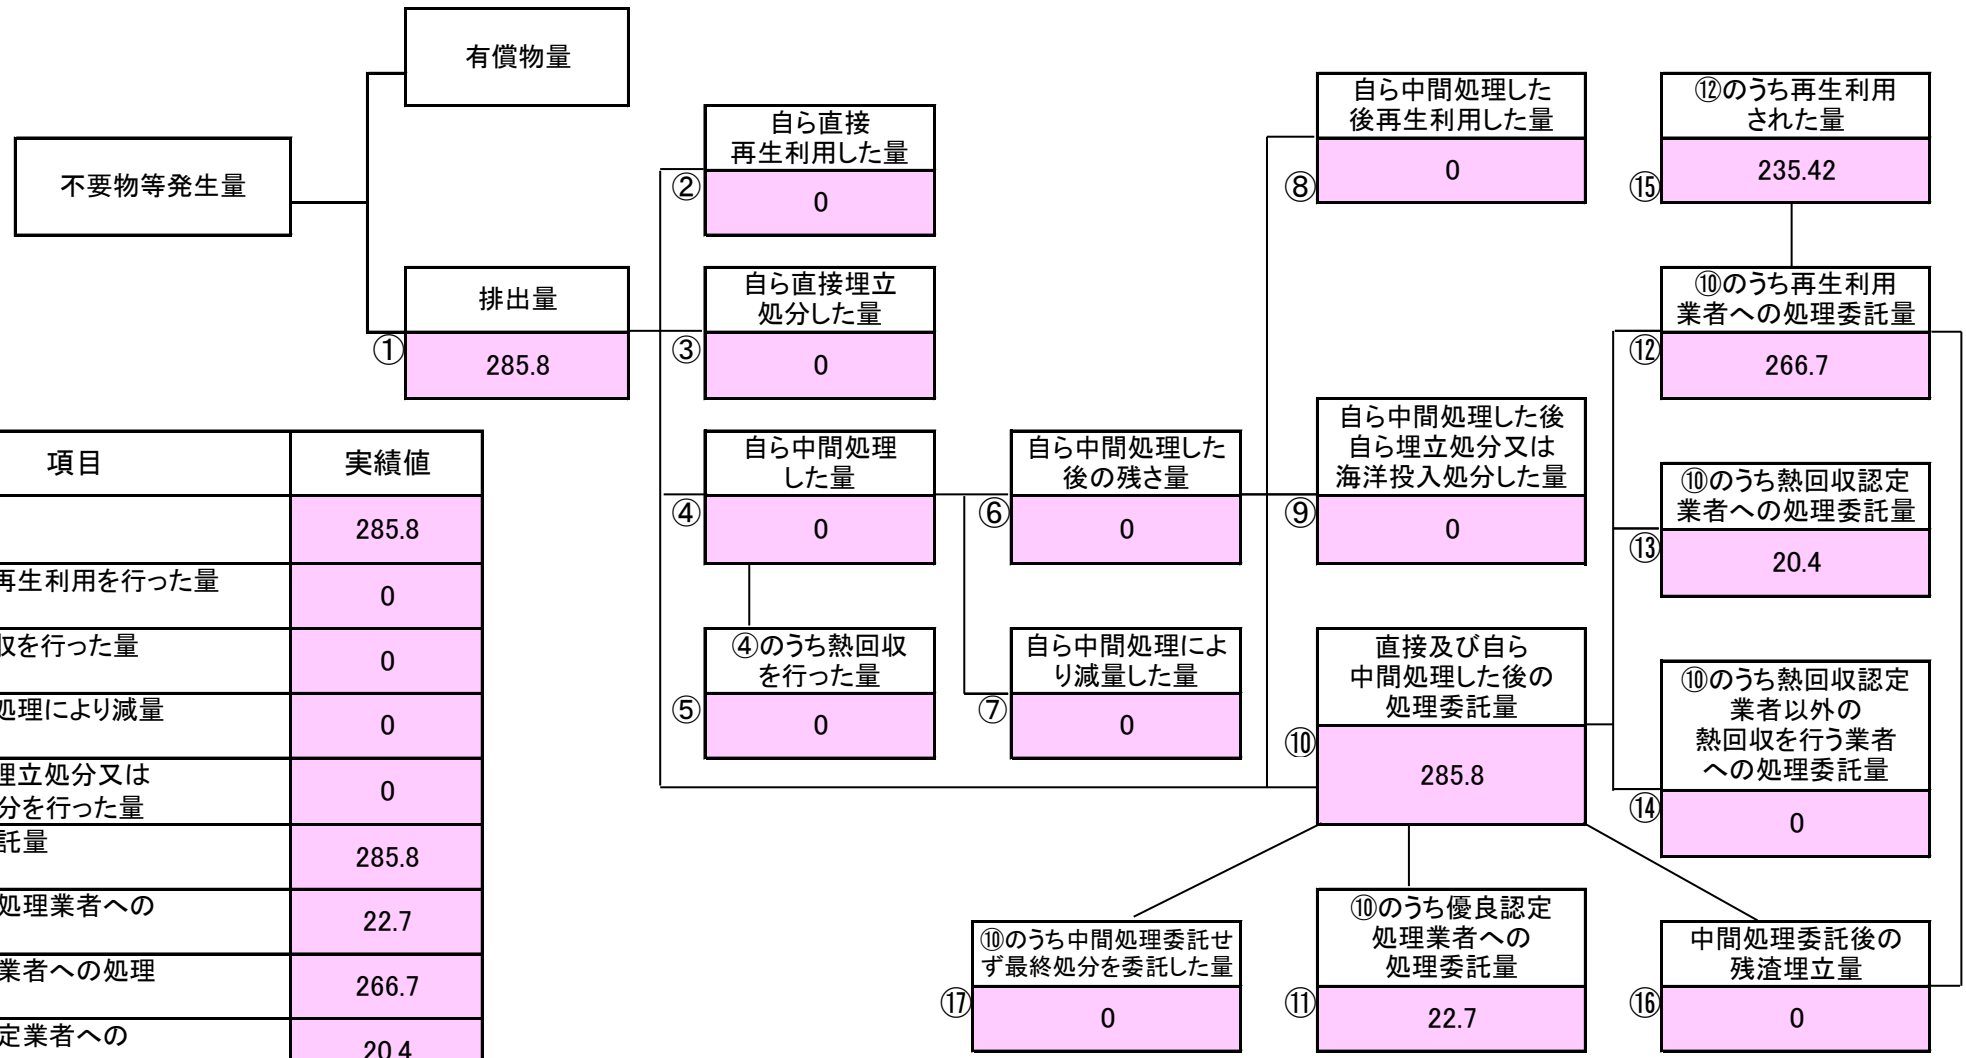 有償物量
不要物等発生量
排出量
①
285.8
自ら直接
再生利用した量
②
0
自ら直接埋立
処分した量
③
0
自ら中間処理
した量
④
0
④のうち熱回収
を行った量
⑤
0
自ら中間処理した
後の残さ量
⑥
0
自ら中間処理によ
り減量した量
⑦
0
自ら中間処理した
後再生利用した量
⑧
0
自ら中間処理した後
自ら埋立処分又は
海洋投入処分した量
⑨
0
直接及び自ら
中間処理した後の
処理委託量
⑩
285.8
⑫のうち再生利用
された量
⑮
235.42
⑩のうち再生利用
業者への処理委託量
⑫
266.7
⑩のうち熱回収認定
業者への処理委託量
⑬
20.4
⑩のうち熱回収認定
業者以外の
熱回収を行う業者
への処理委託量
⑭
0
⑩のうち中間処理委託せ
ず最終処分を委託した量
⑰
0
⑩のうち優良認定
処理業者への
処理委託量
⑪
22.7
中間処理委託後の
残渣埋立量
⑯
0
項目 実績値
285.8
再生利用を行った量
0
収を行った量
0
処理により減量
0
埋立処分又は
分を行った量
0
託量
285.8
処理業者への
22.7
業者への処理
266.7
定業者への
20.4